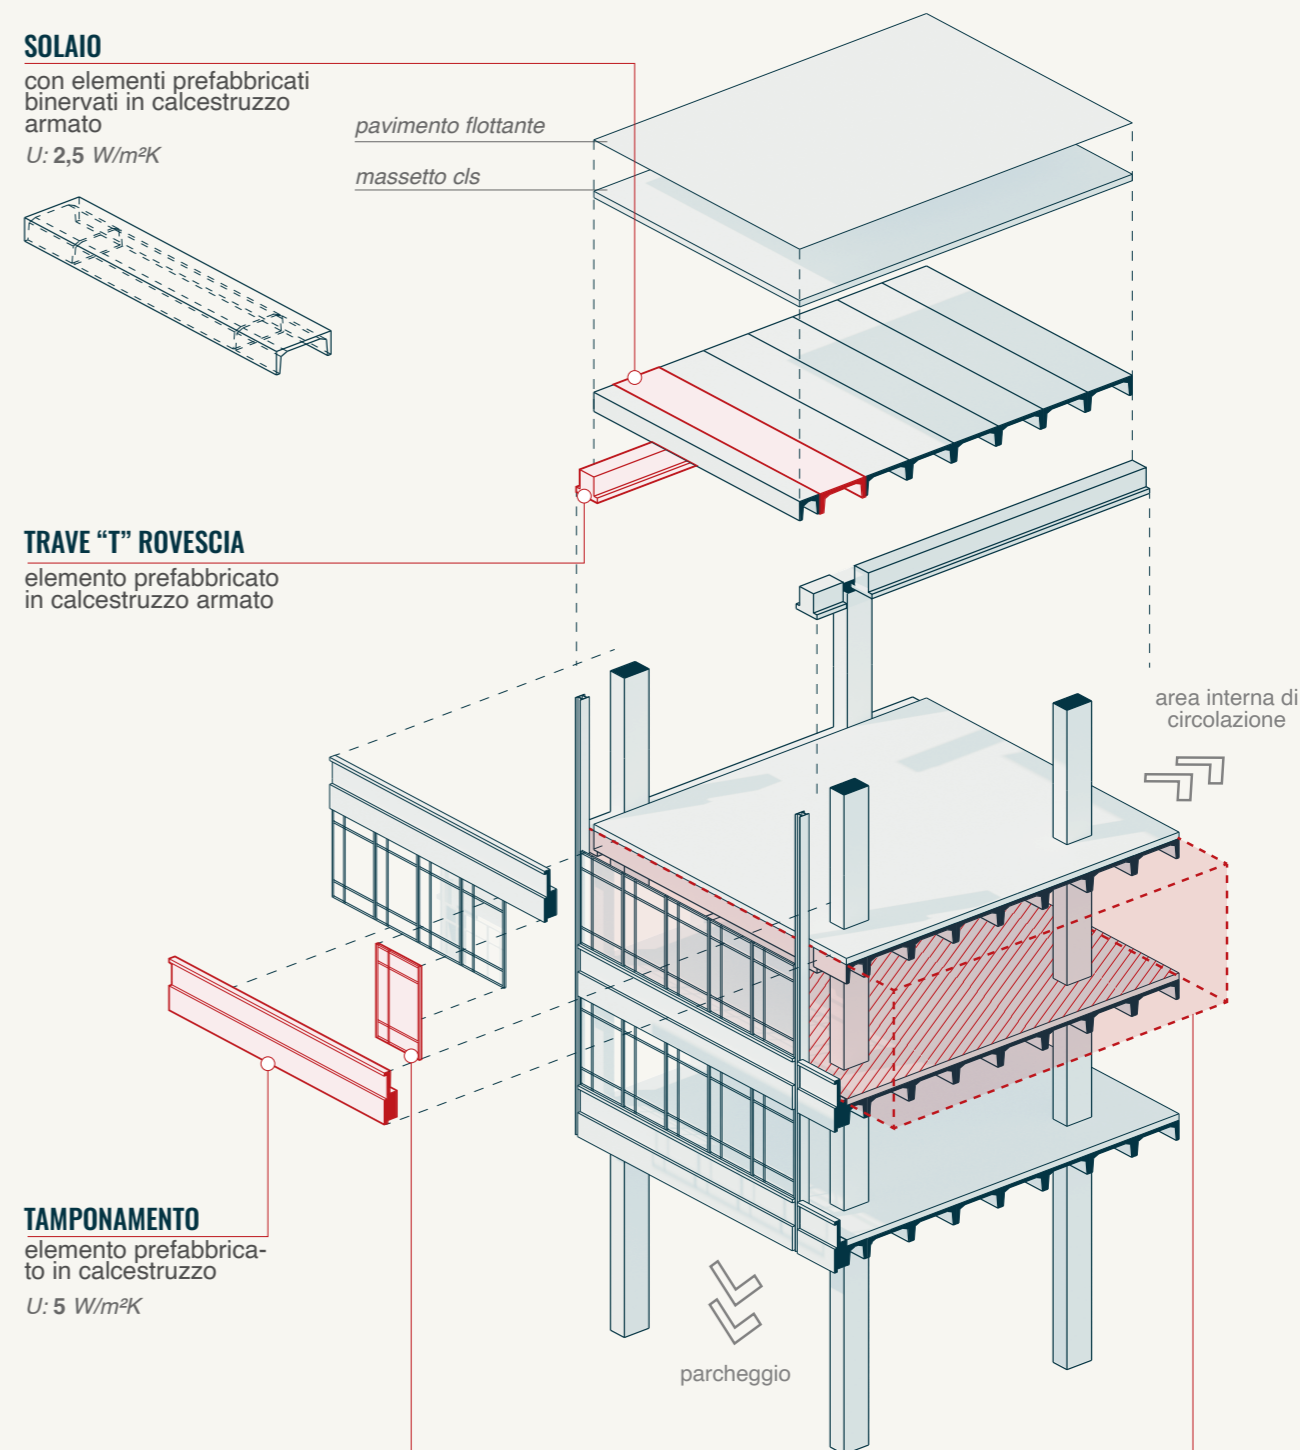 SOLAIO
con elementi prefabbricati
binervati in calcestruzzo
armato
U: 2,5 W/m²K
pavimento flottante
massetto cls
TRAVE “T” ROVESCIA
elemento prefabbricato
in calcestruzzo armato
area interna di
circolazione
TAMPONAMENTO
elemento prefabbrica-
to in calcestruzzo
U: 5 W/m²K
parcheggio